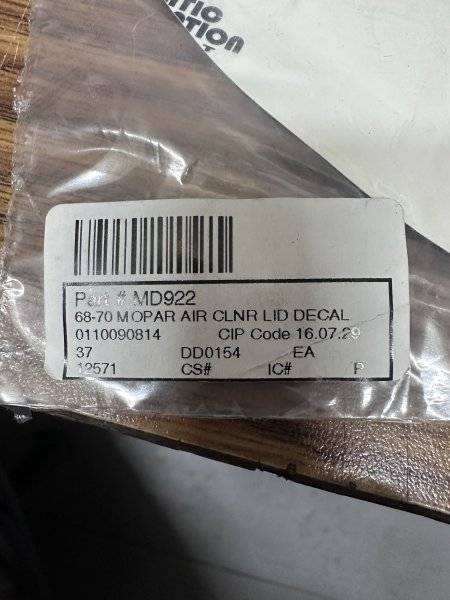 Part # MD922
68-70 MOPAR AIR CLNR LID DECAL
0110090814 CIP Code 16.07.29
37 DD0154 EA
12571 CS# IC# P